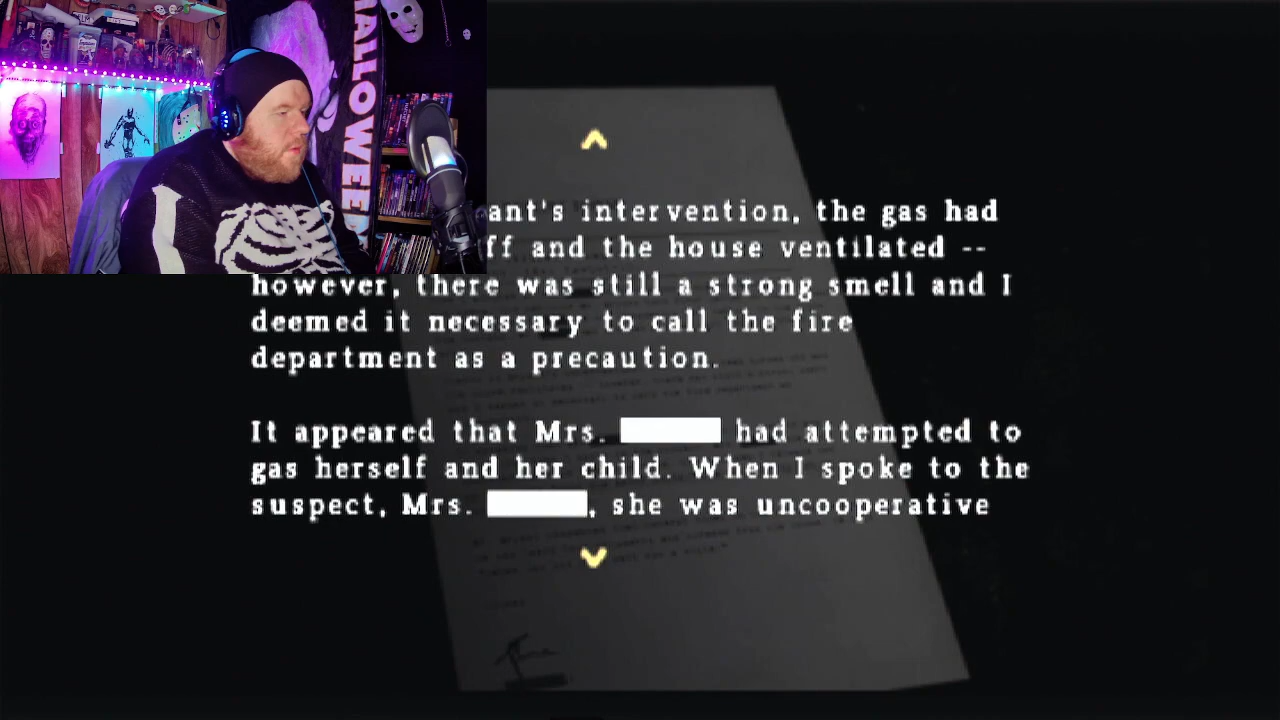 HALLOWEEN
ant's intervention, the gas had
ff and the house ventilated --
however, there was still a strong smell and I
deemed it necessary to call the fire
department as a precaution.
It appeared that Mrs. had attempted to
gas herself and her child. When I spoke to the
suspect, Mrs. , she was uncooperative